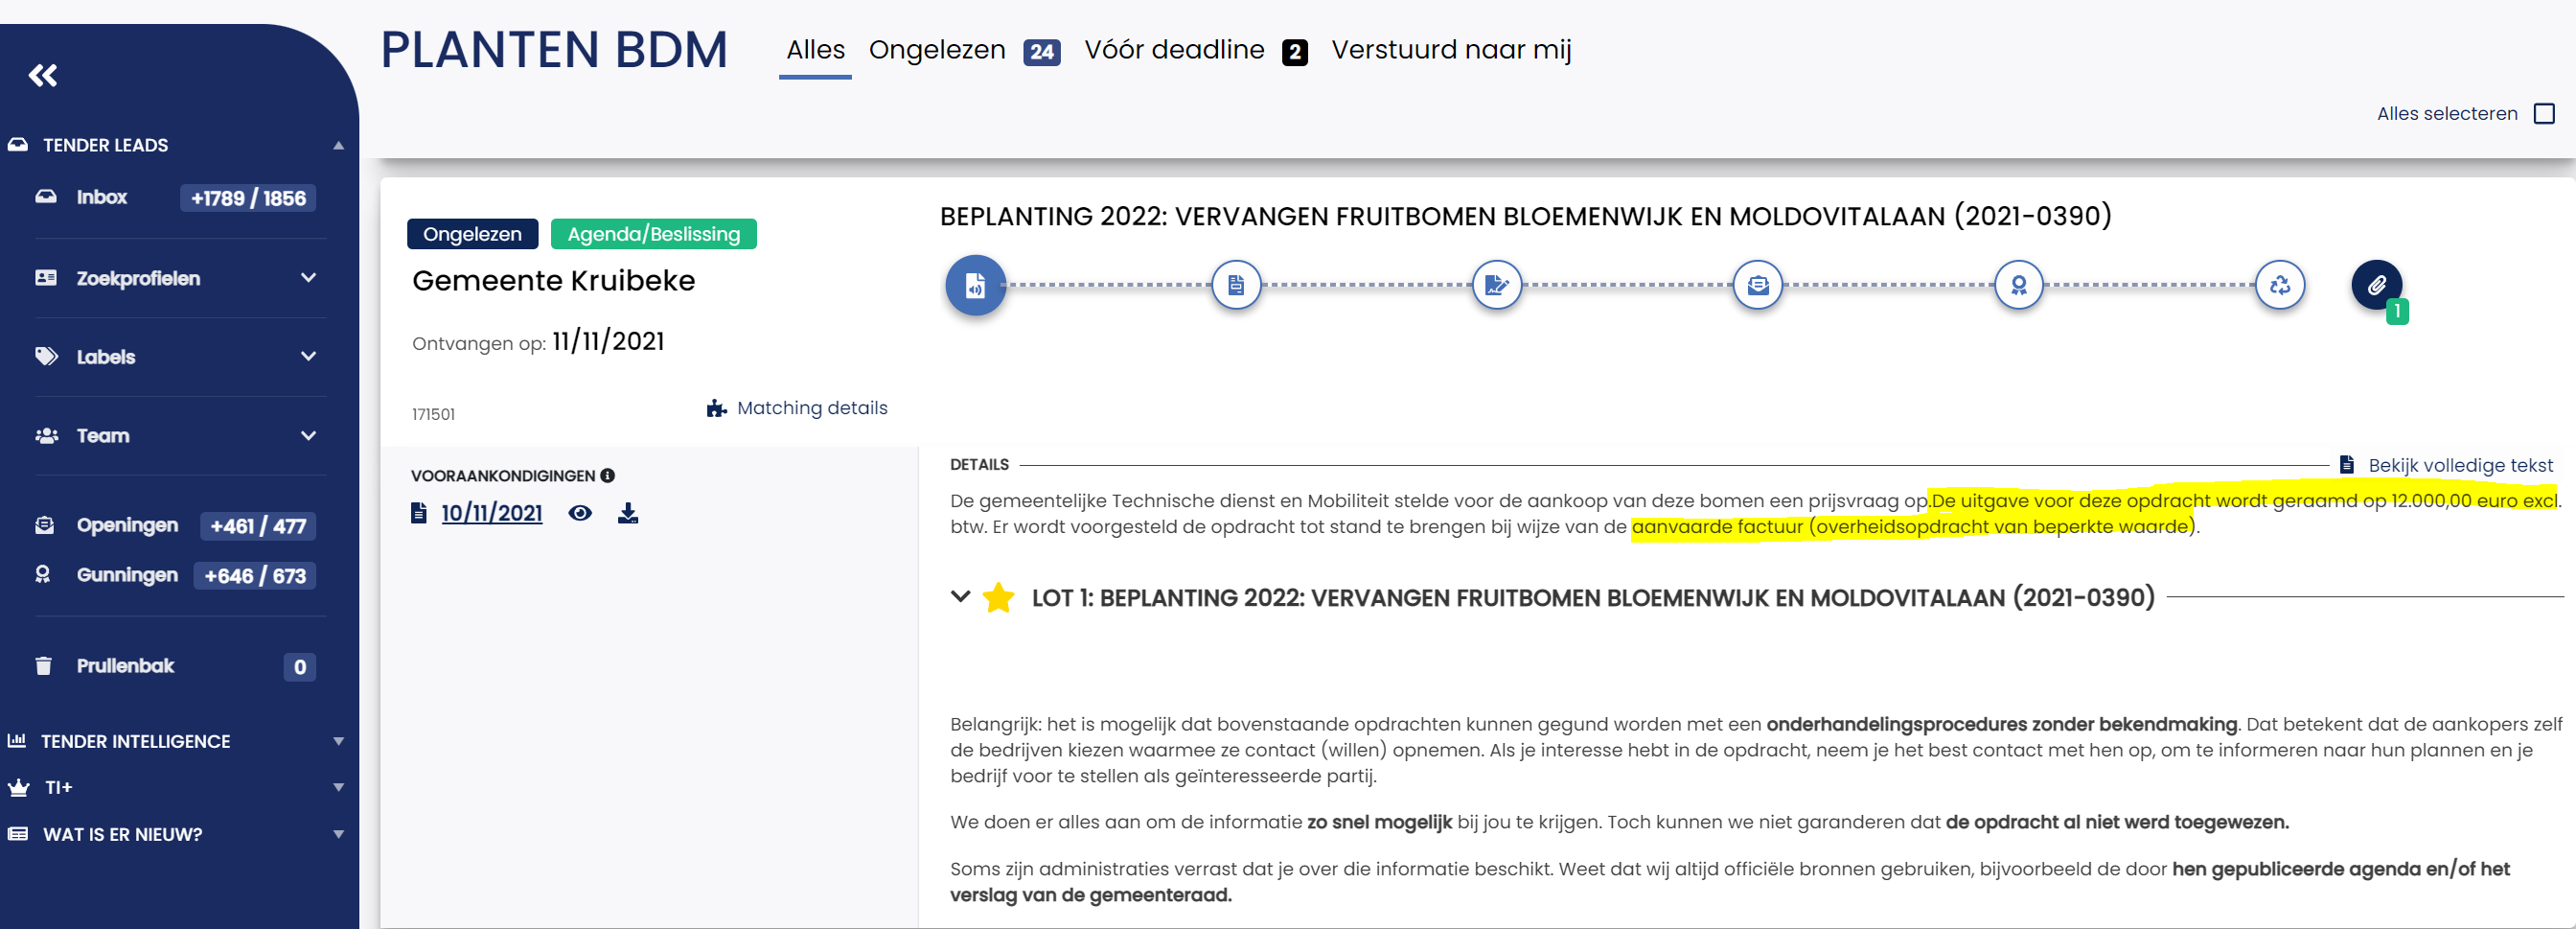 PLANTEN BDM
Alles Ongelezen 24 Vóór deadline 2 Verstuurd naar mij
Alles selecteren
TENDER LEADS
Inbox +1789 / 1856
Zoekprofielen
Labels
Team
Openingen +461 / 477
Gunningen +646 / 673
Prullenbak 0
TENDER INTELLIGENCE
TI+
WAT IS ER NIEUW?
Ongelezen Agenda/Beslissing
Gemeente Kruibeke
Ontvangen op: 11/11/2021
171501 Matching details
BEPLANTING 2022: VERVANGEN FRUITBOMEN BLOEMENWIJK EN MOLDOVITALAAN (2021-0390)
1
VOORAANKONDIGINGEN
10/11/2021
DETAILS Bekijk volledige tekst
De gemeentelijke Technische dienst en Mobiliteit stelde voor de aankoop van deze bomen een prijsvraag op. De uitgave voor deze opdracht wordt geraamd op 12.000,00 euro excl.
btw. Er wordt voorgesteld de opdracht tot stand te brengen bij wijze van de aanvaarde factuur (overheidsopdracht van beperkte waarde).
LOT 1: BEPLANTING 2022: VERVANGEN FRUITBOMEN BLOEMENWIJK EN MOLDOVITALAAN (2021-0390)
Belangrijk: het is mogelijk dat bovenstaande opdrachten kunnen gegund worden met een onderhandelingsprocedures zonder bekendmaking. Dat betekent dat de aankopers zelf
de bedrijven kiezen waarmee ze contact (willen) opnemen. Als je interesse hebt in de opdracht, neem je het best contact met hen op, om te informeren naar hun plannen en je
bedrijf voor te stellen als geïnteresseerde partij.
We doen er alles aan om de informatie zo snel mogelijk bij jou te krijgen. Toch kunnen we niet garanderen dat de opdracht al niet werd toegewezen.
Soms zijn administraties verrast dat je over die informatie beschikt. Weet dat wij altijd officiële bronnen gebruiken, bijvoorbeeld de door hen gepubliceerde agenda en/of het
verslag van de gemeenteraad.